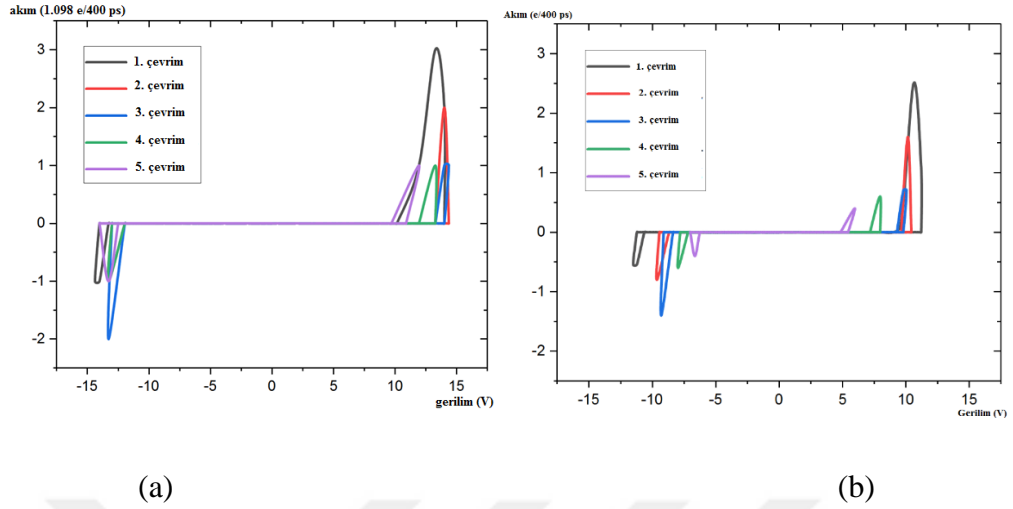 akım (1.098 e/400 ps)
3
2
1
0
-1
-2
1. çevrim
2. çevrim
3. çevrim
4. çevrim
5. çevrim
-15 -10 -5 0 5 10 15
gerilim (V)
(a)
Akım (e/400 ps)
3
2
1
0
-1
-2
1. çevrim
2. çevrim
3. çevrim
4. çevrim
5. çevrim
-15 -10 -5 0 5 10 15
Gerilim (V)
(b)